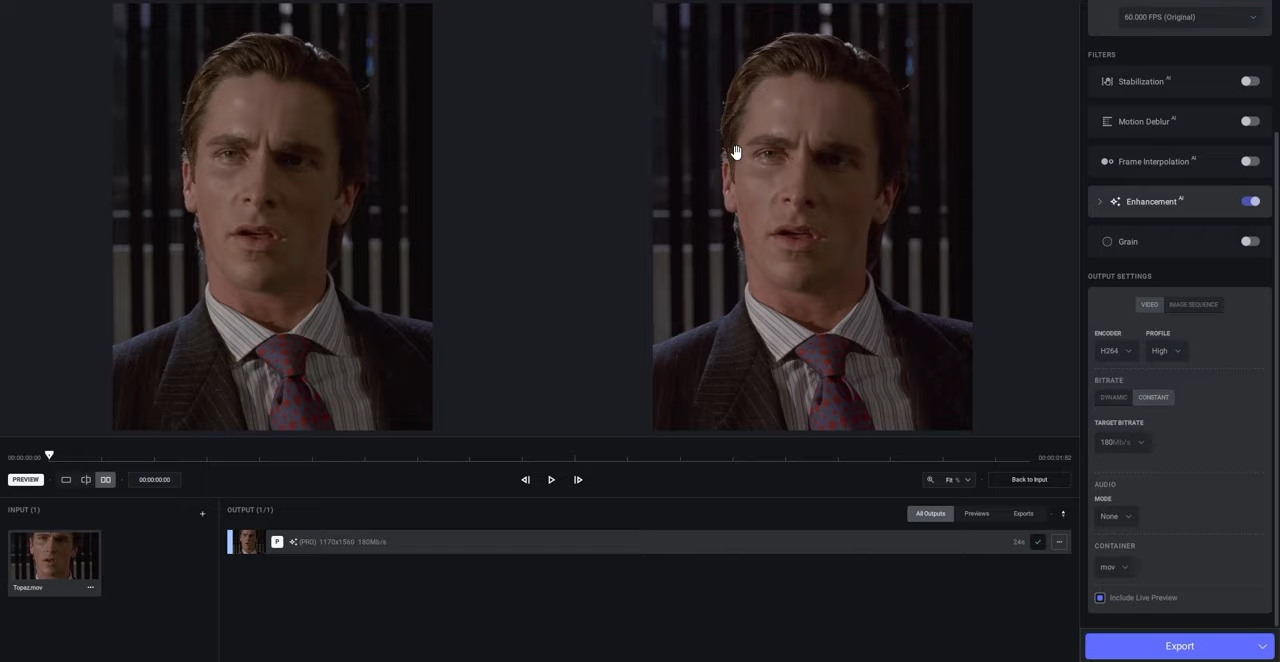 60.000 FPS (Original)
FILTERS
Stabilization AI
Motion Deblur AI
Frame Interpolation AI
Enhancement AI
Grain
OUTPUT SETTINGS
VIDEO IMAGE SEQUENCE
ENCODER PROFILE
H264 High
BITRATE
DYNAMIC CONSTANT
TARGET BITRATE
180Mb/s
AUDIO
MODE
None
CONTAINER
mov
Include Live Preview
Export
00:00:00:00 00:00:01:52
PREVIEW 00:00:00:00 Fit % Back to Input
INPUT (1)
Topaz.mov
OUTPUT (1/1) All Outputs Previews Exports
P (PRO) 1170x1560 180Mb/s 24s